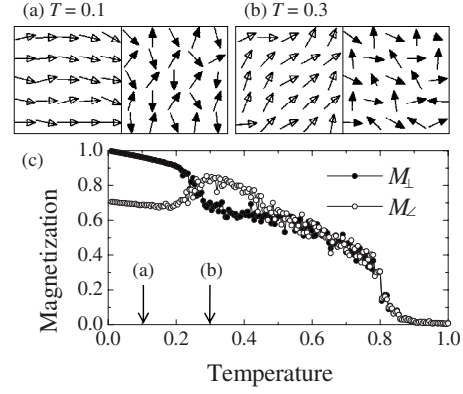 (a) T = 0.1
(b) T = 0.3
(c)
1.0
0.8
0.6
0.4
0.2
0.0
Magnetization
M⊥
M∠
(a)
(b)
0.0 0.2 0.4 0.6 0.8 1.0
Temperature